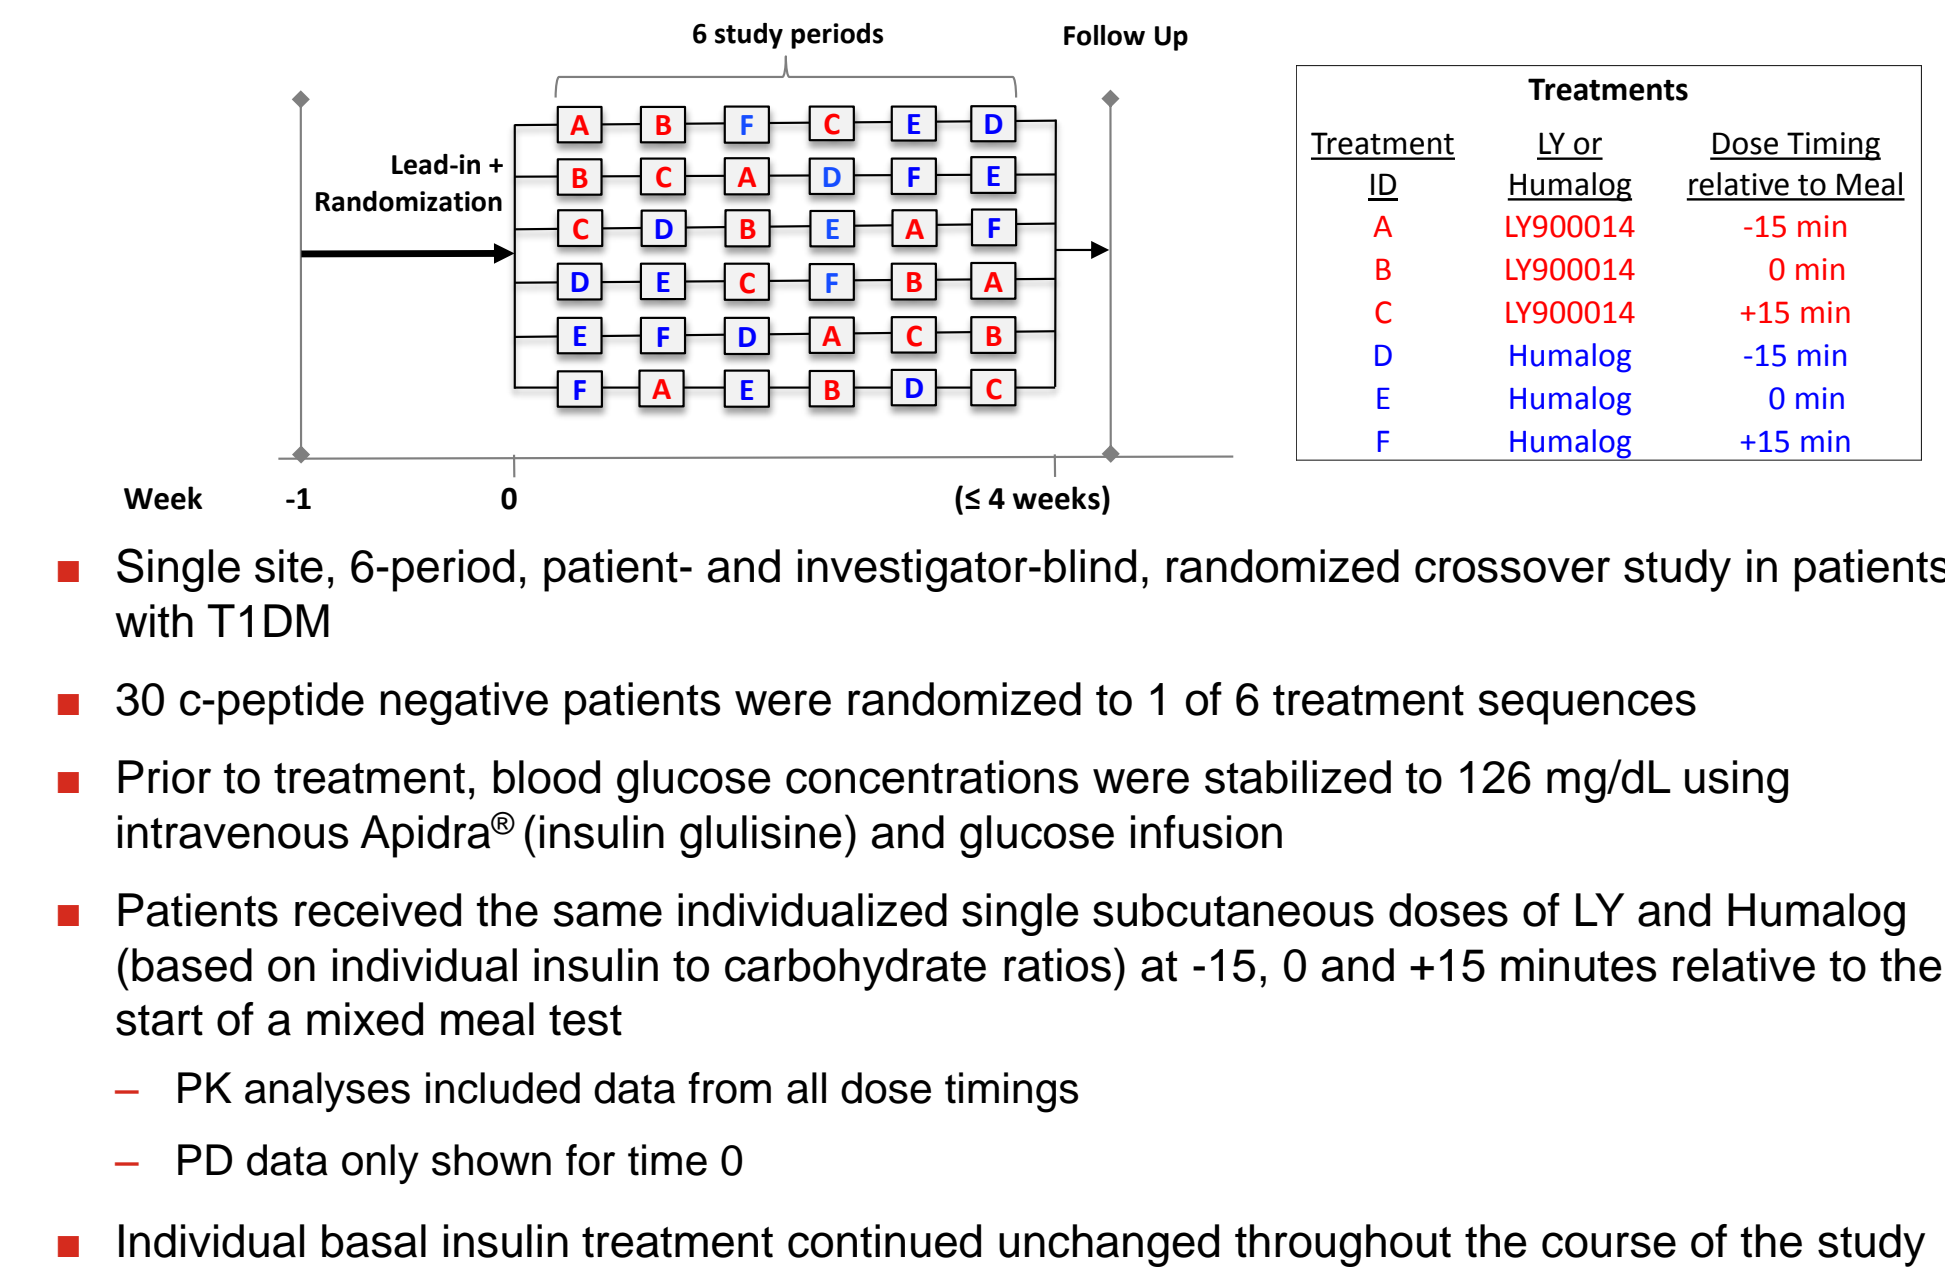 6 study periods
Follow Up
Lead-in +
Randomization
A B F C E D
B C A D F E
C D B E A F
D E C F B A
E F D A C B
F A E B D C
Week -1 0 (≤ 4 weeks)
Treatments
Treatment LY or Dose Timing
ID Humalog relative to Meal
A LY900014 -15 min
B LY900014 0 min
C LY900014 +15 min
D Humalog -15 min
E Humalog 0 min
F Humalog +15 min
■ Single site, 6-period, patient- and investigator-blind, randomized crossover study in patients
with T1DM
■ 30 c-peptide negative patients were randomized to 1 of 6 treatment sequences
■ Prior to treatment, blood glucose concentrations were stabilized to 126 mg/dL using
intravenous Apidra® (insulin glulisine) and glucose infusion
■ Patients received the same individualized single subcutaneous doses of LY and Humalog
(based on individual insulin to carbohydrate ratios) at -15, 0 and +15 minutes relative to the
start of a mixed meal test
– PK analyses included data from all dose timings
– PD data only shown for time 0
■ Individual basal insulin treatment continued unchanged throughout the course of the study